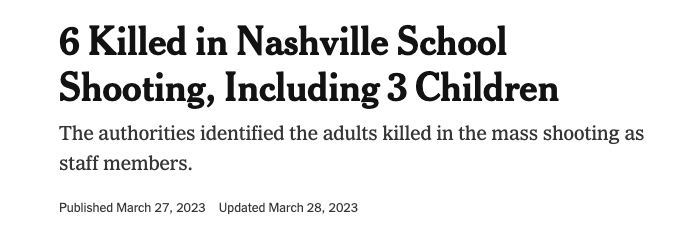 6 Killed in Nashville School
Shooting, Including 3 Children
The authorities identified the adults killed in the mass shooting as
staff members.
Published March 27, 2023 Updated March 28, 2023